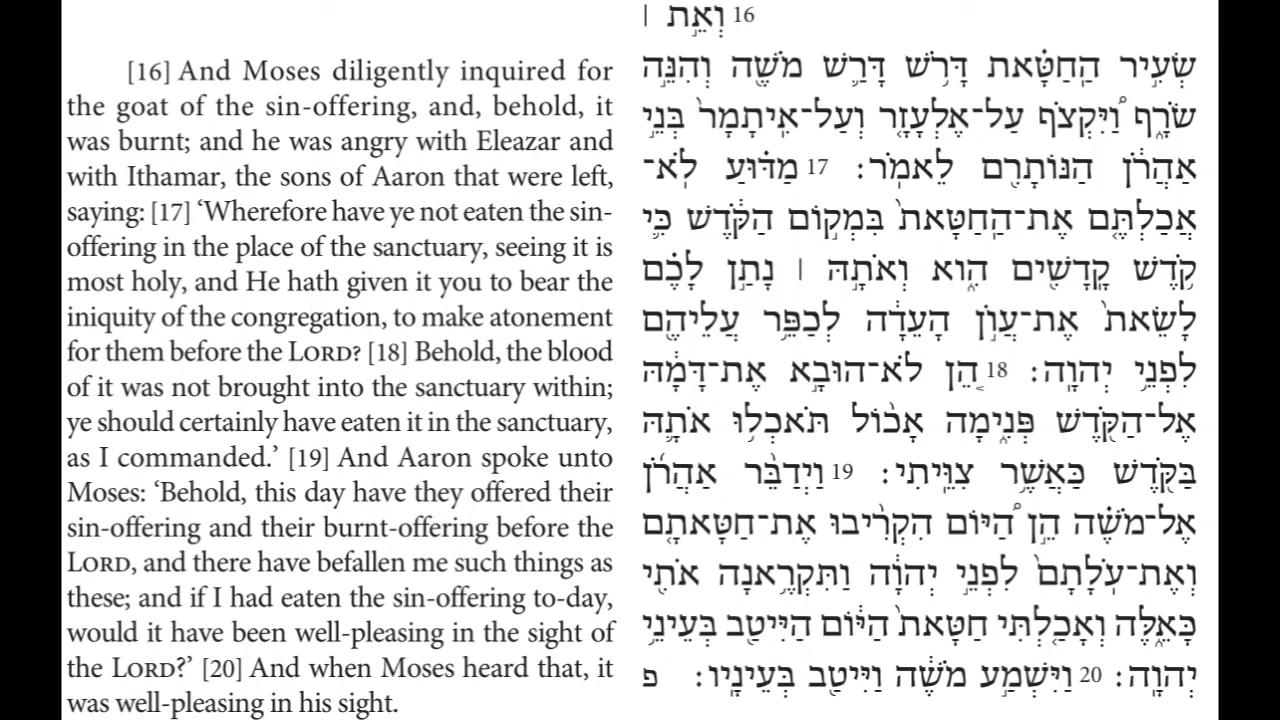 [16] And Moses diligently inquired for
the goat of the sin-offering, and, behold, it
was burnt; and he was angry with Eleazar and
with Ithamar, the sons of Aaron that were left,
saying: [17] ‘Wherefore have ye not eaten the sin-
offering in the place of the sanctuary, seeing it is
most holy, and He hath given it you to bear the
iniquity of the congregation, to make atonement
for them before the LORD? [18] Behold, the blood
of it was not brought into the sanctuary within;
ye should certainly have eaten it in the sanctuary,
as I commanded.’ [19] And Aaron spoke unto
Moses: ‘Behold, this day have they offered their
sin-offering and their burnt-offering before the
LORD, and there have befallen me such things as
these; and if I had eaten the sin-offering to-day,
would it have been well-pleasing in the sight of
the LORD?’ [20] And when Moses heard that, it
was well-pleasing in his sight.
16 וְאֵ֣ת ׀
שְׂעִ֣יר הַֽחַטָּ֗את דָּרֹ֥שׁ דָּרַ֛שׁ מֹשֶׁ֖ה וְהִנֵּ֣ה
שֹׂרָ֑ף וַ֠יִּקְצֹף עַל־אֶלְעָזָ֤ר וְעַל־אִֽיתָמָר֙ בְּנֵ֣י
אַהֲרֹ֔ן הַנּוֹתָרִ֖ם לֵאמֹֽר׃ 17 מַדּ֗וּעַ לֹֽא־
אֲכַלְתֶּ֤ם אֶת־הַֽחַטָּאת֙ בִּמְק֣וֹם הַקֹּ֔דֶשׁ כִּ֛י
קֹ֥דֶשׁ קָֽדָשִׁ֖ים הִ֑וא וְאֹתָ֣הּ ׀ נָתַ֣ן לָכֶ֗ם
לָשֵׂאת֙ אֶת־עֲוֺ֣ן הָעֵדָ֔ה לְכַפֵּ֥ר עֲלֵיהֶ֖ם
לִפְנֵ֥י יְהוָֽה׃ 18 הֵ֚ן לֹא־הוּבָ֣א אֶת־דָּמָ֔הּ
אֶל־הַקֹּ֖דֶשׁ פְּנִ֑ימָה אָכ֨וֹל תֹּאכְל֥וּ אֹתָ֛הּ
בַּקֹּ֖דֶשׁ כַּאֲשֶׁ֥ר צִוֵּֽיתִי׃ 19 וַיְדַבֵּ֨ר אַהֲרֹ֜ן
אֶל־מֹשֶׁ֗ה הֵ֣ן הַ֠יּוֹם הִקְרִ֨יבוּ אֶת־חַטָּאתָ֤ם
וְאֶת־עֹֽלָתָם֙ לִפְנֵ֣י יְהוָ֔ה וַתִּקְרֶ֥אנָה אֹתִ֖י
כָּאֵ֑לֶּה וְאָכַ֤לְתִּי חַטָּאת֙ הַיּ֔וֹם הַיִּיטַ֖ב בְּעֵינֵ֥י
יְהוָֽה׃ 20 וַיִּשְׁמַ֣ע מֹשֶׁ֔ה וַיִּיטַ֖ב בְּעֵינָֽיו׃ פ